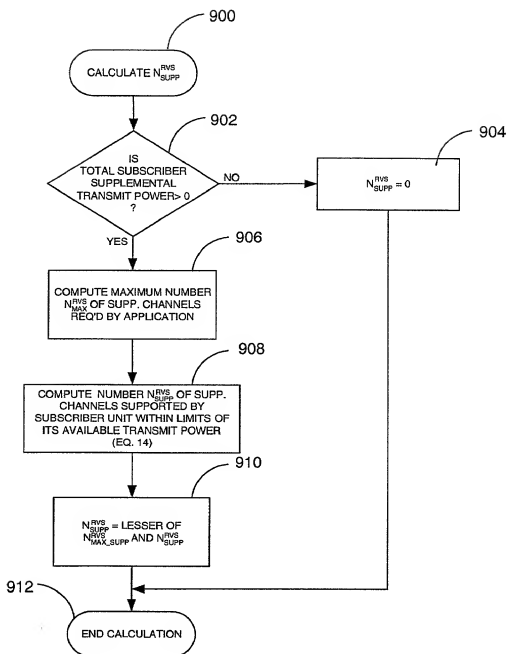 900
CALCULATE N^RVS_SUPP
902
904
IS
TOTAL SUBSCRIBER
SUPPLEMENTAL
TRANSMIT POWER> 0
?
NO
N^RVS_SUPP = 0
YES
906
COMPUTE MAXIMUM NUMBER
N^RVS_MAX OF SUPP. CHANNELS
REQ'D BY APPLICATION
908
COMPUTE NUMBER N^RVS_SUPP OF SUPP.
CHANNELS SUPPORTED BY
SUBSCRIBER UNIT WITHIN LIMITS OF
ITS AVAILABLE TRANSMIT POWER
(EQ. 14)
910
N^RVS_SUPP = LESSER OF
N^RVS_MAX_SUPP AND N^RVS_SUPP
912
END CALCULATION